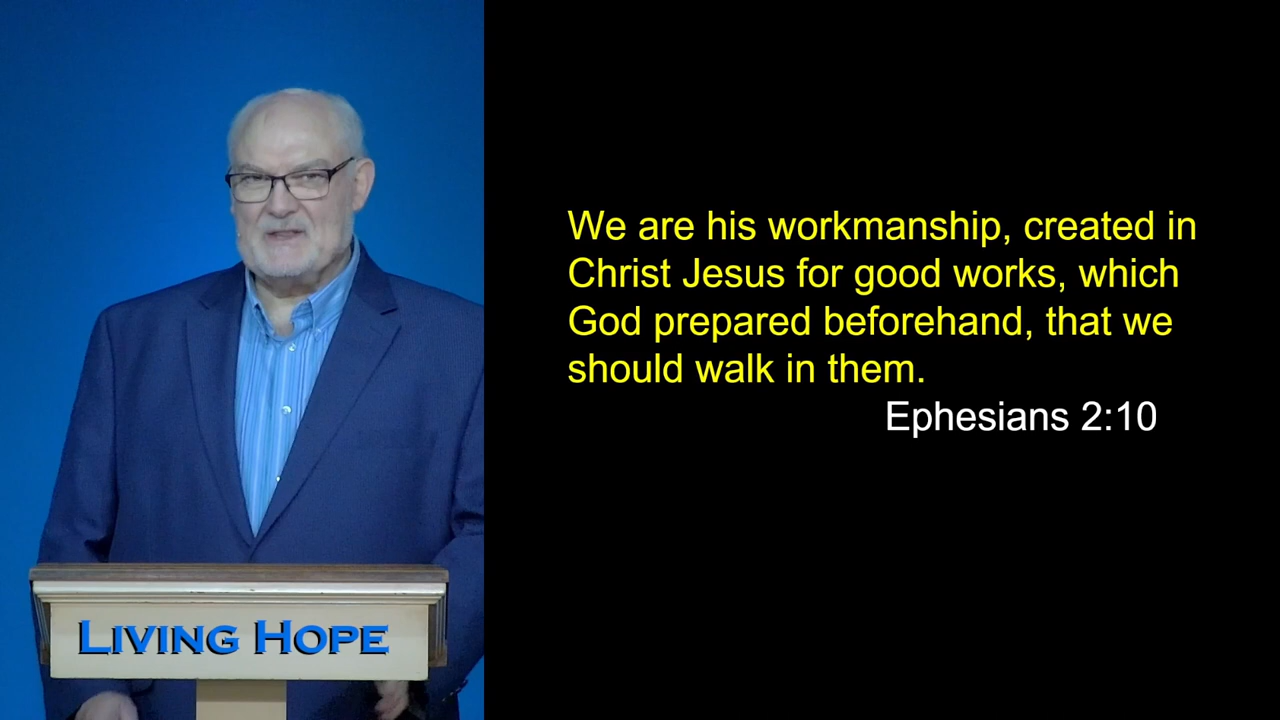 We are his workmanship, created in
Christ Jesus for good works, which
God prepared beforehand, that we
should walk in them.
Ephesians 2:10
LIVING HOPE